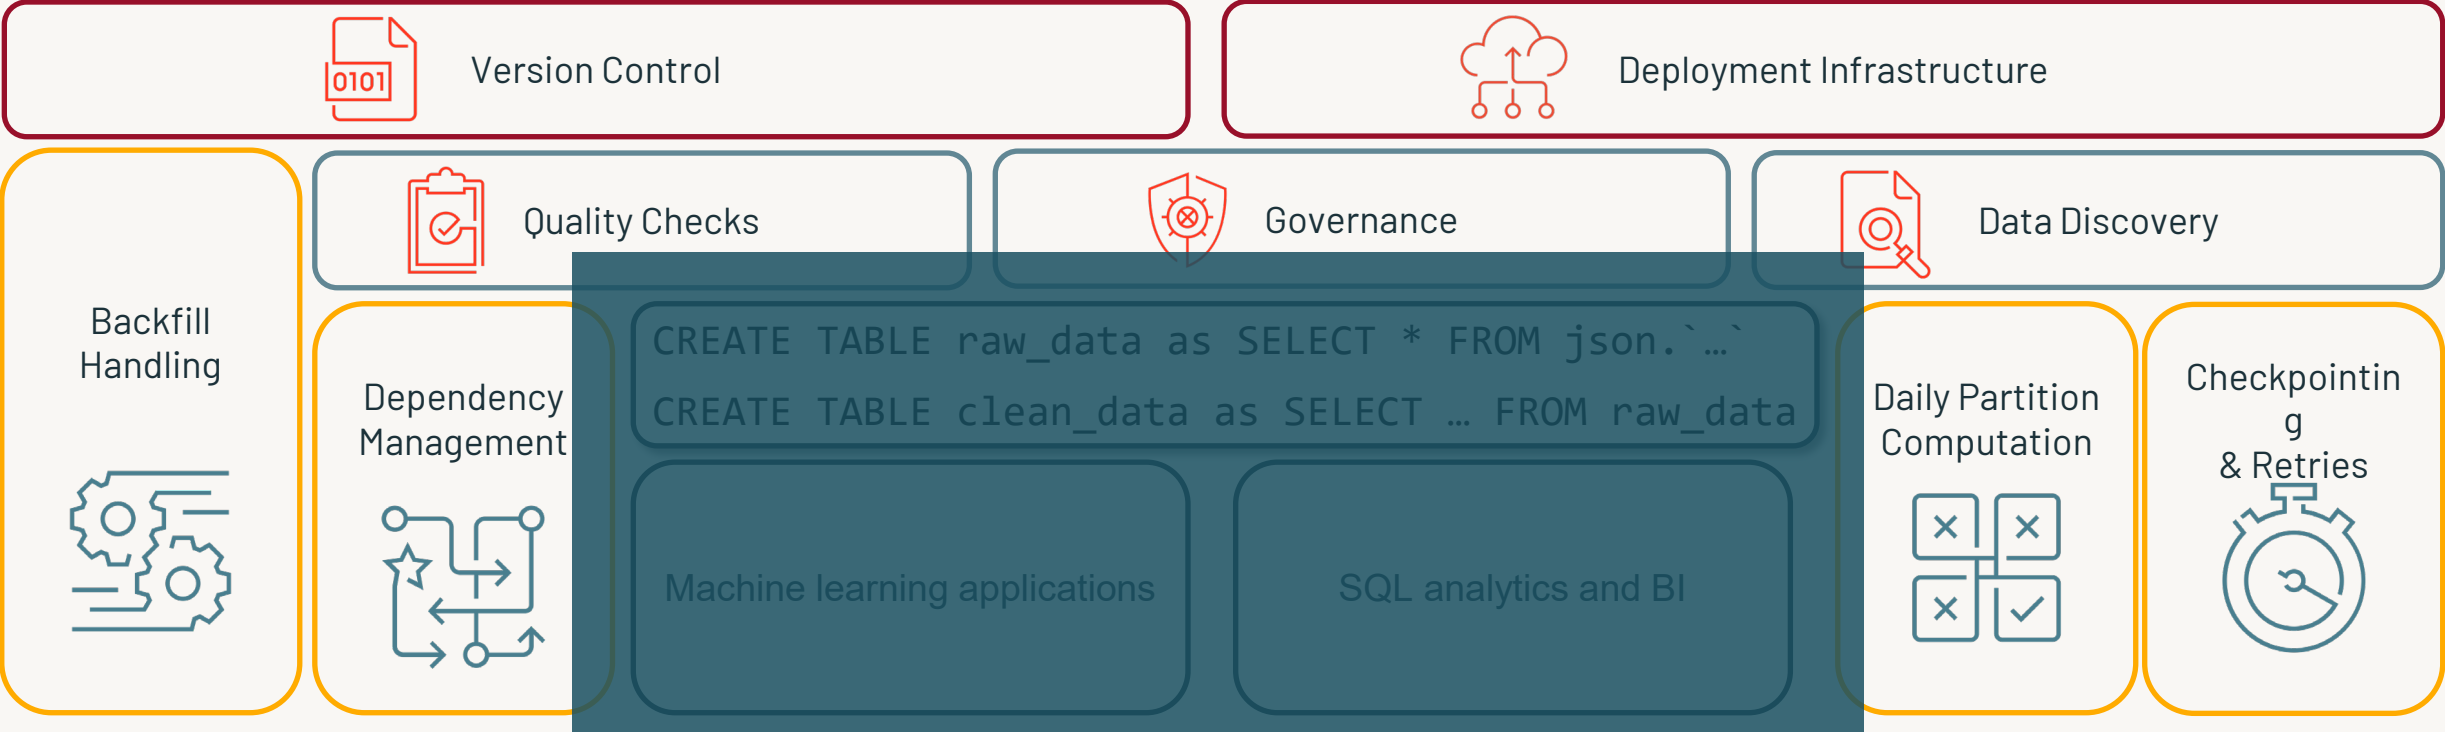 0101
Version Control
Deployment Infrastructure
Quality Checks
Governance
Data Discovery
Backfill
Handling
Dependency
Management
CREATE TABLE raw_data as SELECT * FROM json.`…`
CREATE TABLE clean_data as SELECT … FROM raw_data
Machine learning applications
SQL analytics and BI
Daily Partition
Computation
Checkpointin
g
& Retries